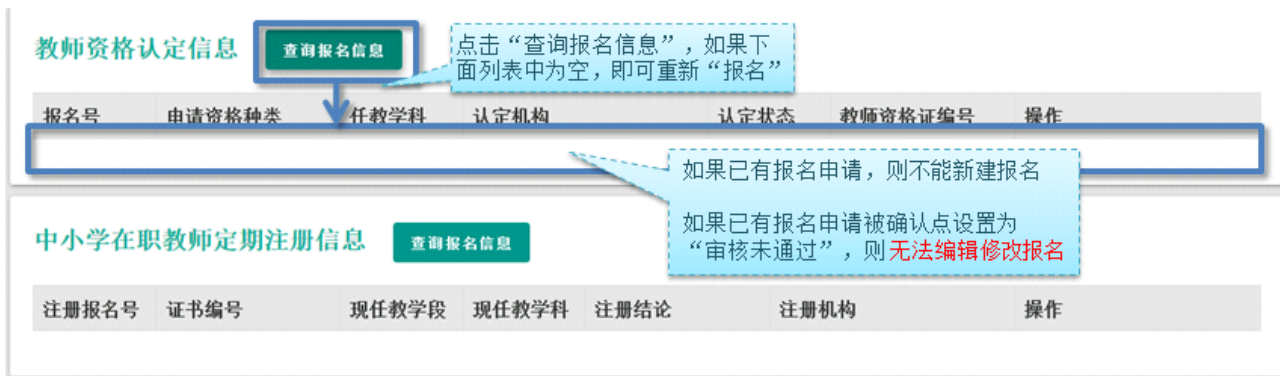 教师资格认定信息
查询报名信息
点击“查询报名信息”，如果下
面列表中为空，即可重新“报名”
报名号 申请资格种类 任教学科 认定机构 认定状态 教师资格证编号 操作
如果已有报名申请，则不能新建报名
如果已有报名申请被确认点设置为
“审核未通过”，则无法编辑修改报名
中小学在职教师定期注册信息
查询报名信息
注册报名号 证书编号 现任教学段 现任教学科 注册结论 注册机构 操作